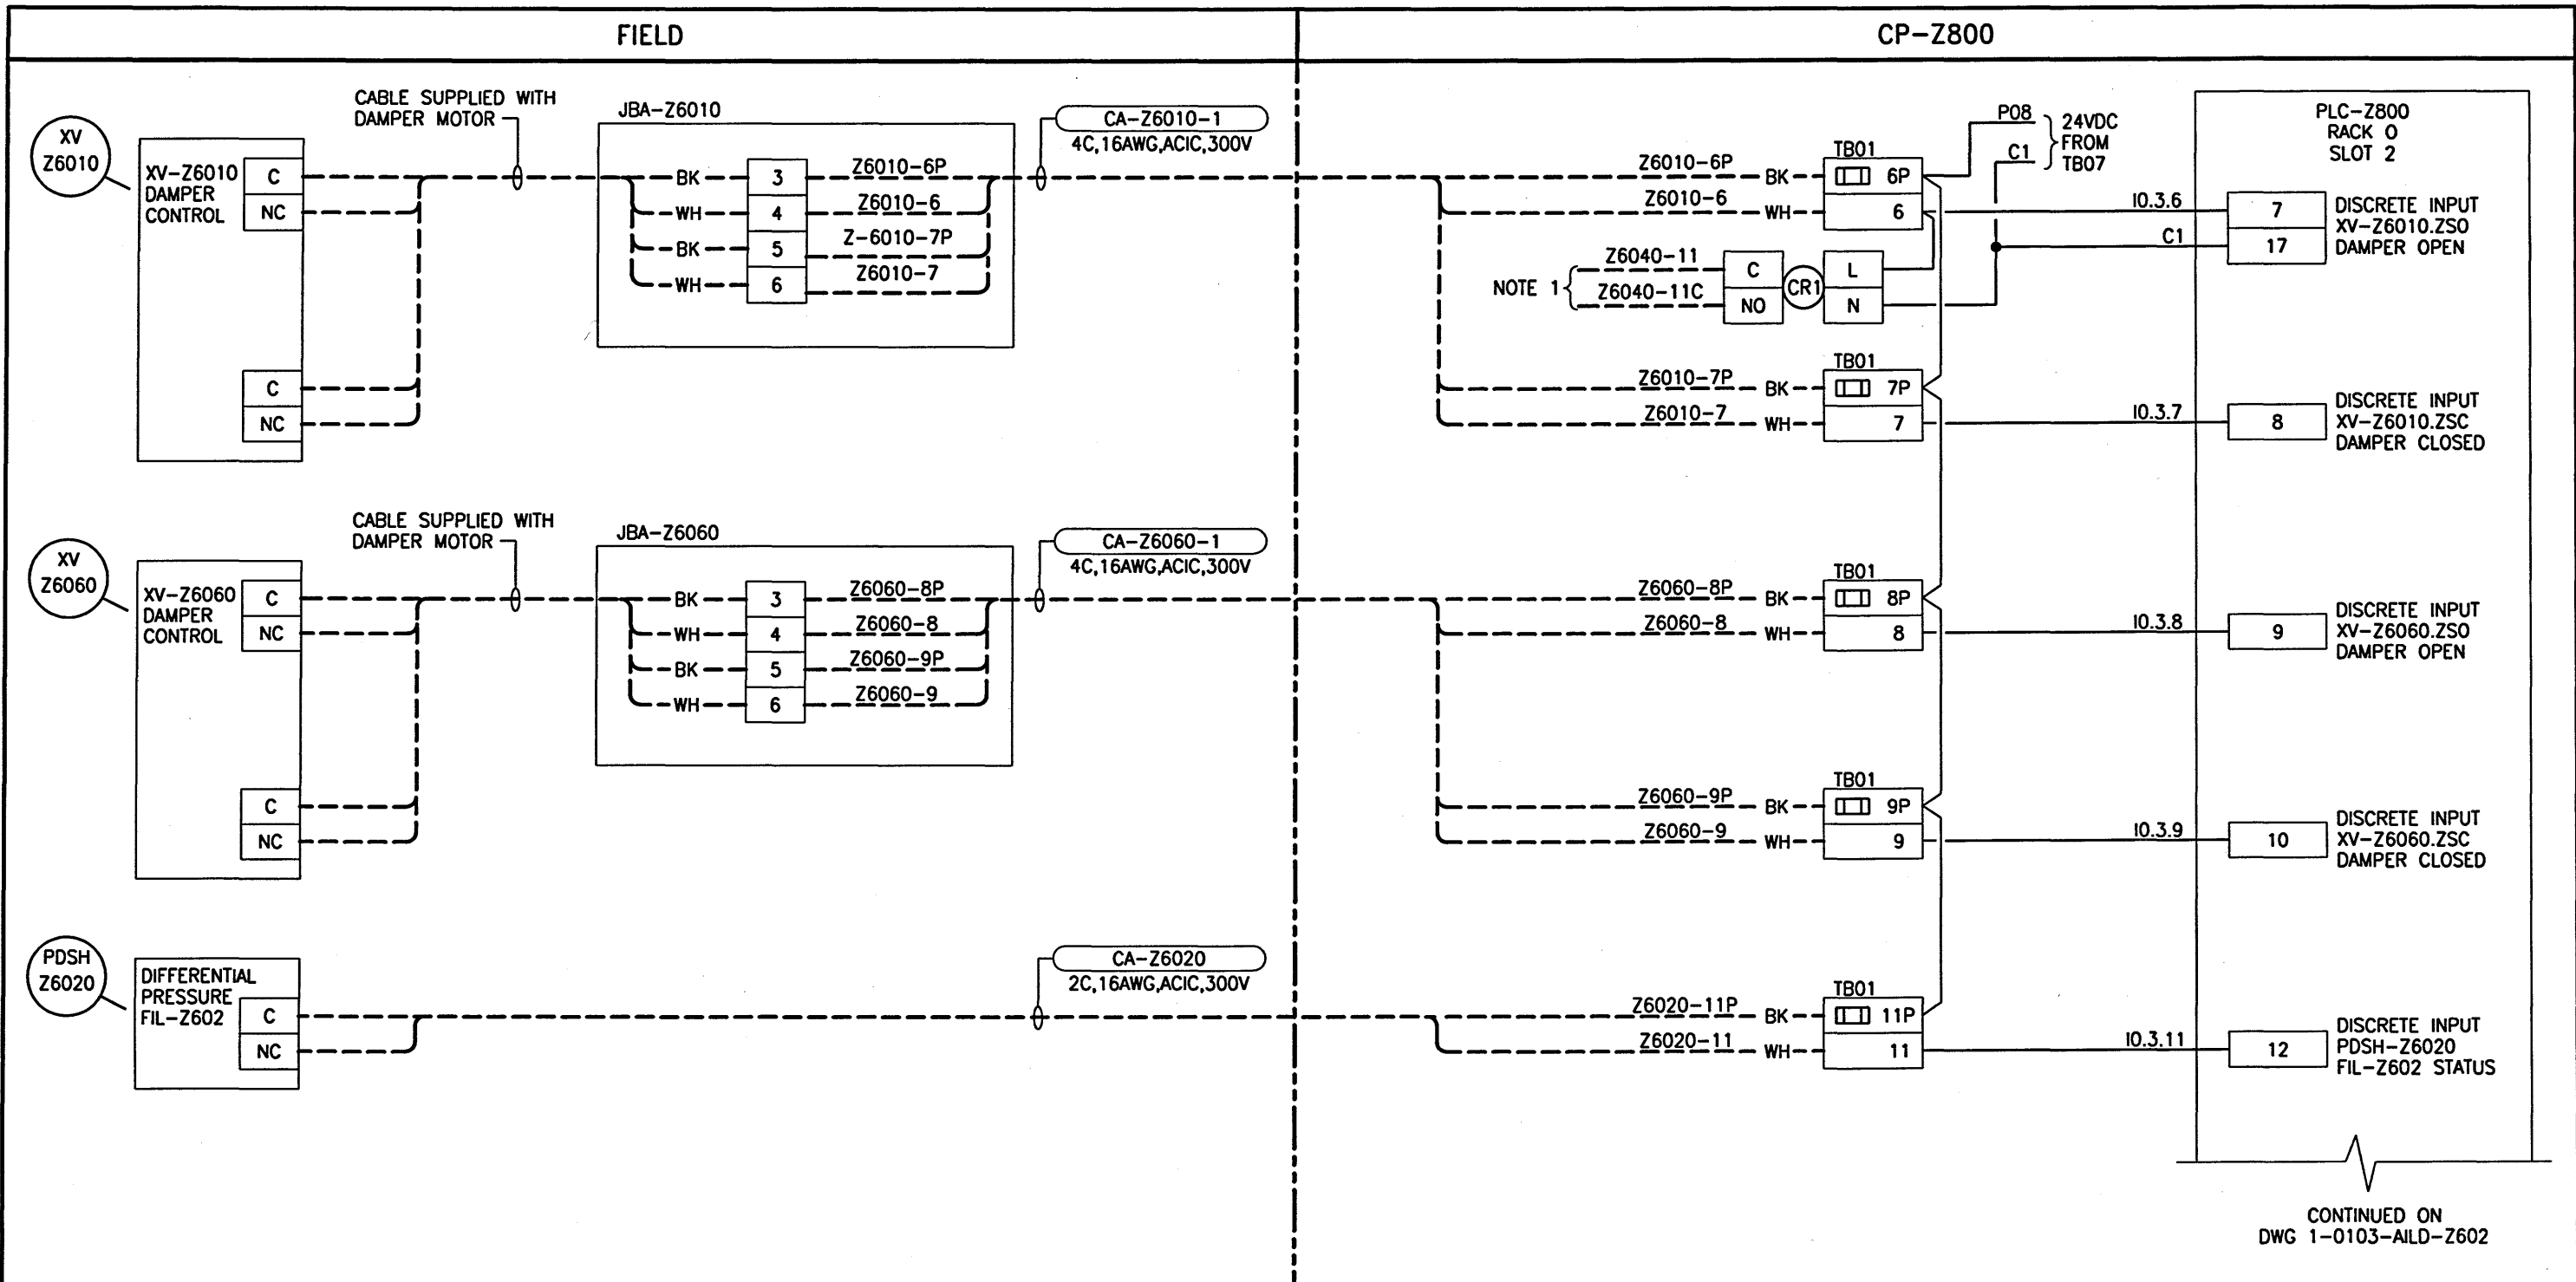 FIELD
CP-Z800
XV
Z6010
XV-Z6010
DAMPER
CONTROL
C
NC
C
NC
CABLE SUPPLIED WITH
DAMPER MOTOR
JBA-Z6010
BK 3 Z6010-6P
WH 4 Z6010-6
BK 5 Z-6010-7P
WH 6 Z6010-7
CA-Z6010-1
4C,16AWG,ACIC,300V
TB01
Z6010-6P BK 6P
Z6010-6 WH 6
P08
C1
24VDC
FROM
TB07
NOTE 1
Z6040-11
Z6040-11C
C
NO
CR1
L
N
TB01
Z6010-7P BK 7P
Z6010-7 WH 7
PLC-Z800
RACK 0
SLOT 2
I0.3.6 7
C1 17
DISCRETE INPUT
XV-Z6010.ZSO
DAMPER OPEN
I0.3.7 8
DISCRETE INPUT
XV-Z6010.ZSC
DAMPER CLOSED
XV
Z6060
XV-Z6060
DAMPER
CONTROL
C
NC
C
NC
CABLE SUPPLIED WITH
DAMPER MOTOR
JBA-Z6060
BK 3 Z6060-8P
WH 4 Z6060-8
BK 5 Z6060-9P
WH 6 Z6060-9
CA-Z6060-1
4C,16AWG,ACIC,300V
TB01
Z6060-8P BK 8P
Z6060-8 WH 8
I0.3.8 9
DISCRETE INPUT
XV-Z6060.ZSO
DAMPER OPEN
TB01
Z6060-9P BK 9P
Z6060-9 WH 9
I0.3.9 10
DISCRETE INPUT
XV-Z6060.ZSC
DAMPER CLOSED
PDSH
Z6020
DIFFERENTIAL
PRESSURE
FIL-Z602
C
NC
CA-Z6020
2C,16AWG,ACIC,300V
TB01
Z6020-11P BK 11P
Z6020-11 WH 11
I0.3.11 12
DISCRETE INPUT
PDSH-Z6020
FIL-Z602 STATUS
CONTINUED ON
DWG 1-0103-AILD-Z602